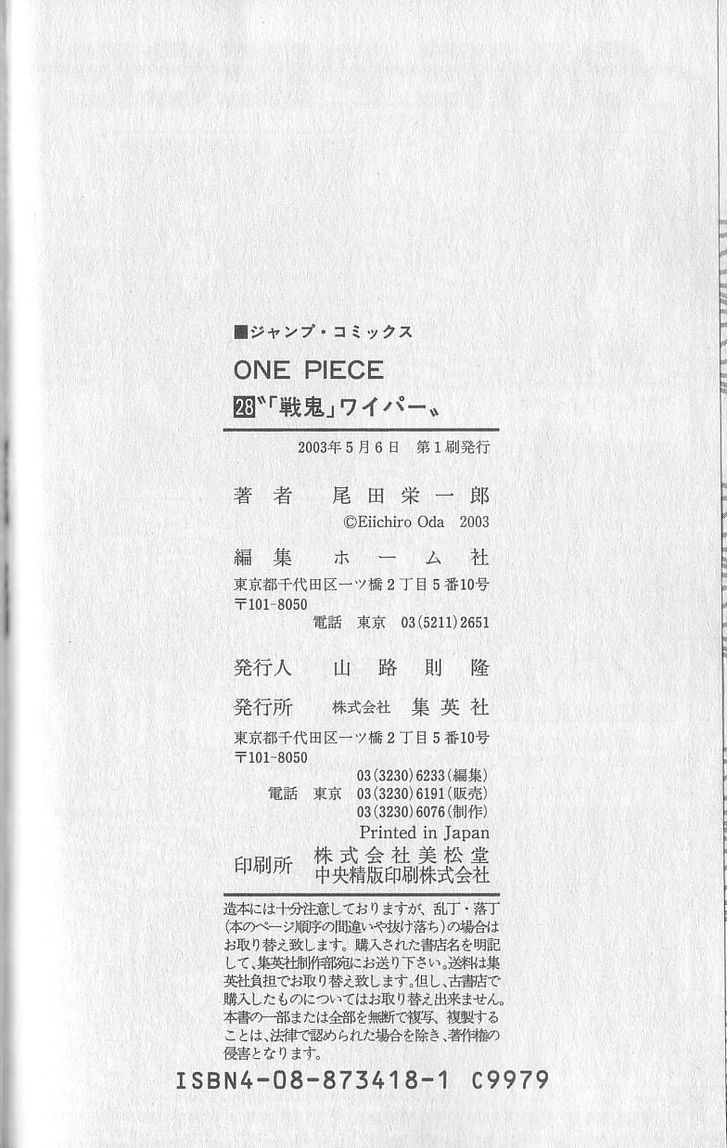 ■ジャンプ・コミックス
ONE PIECE
28〝「戦鬼」ワイパー〟
2003年5月6日 第1刷発行
著者 尾田栄一郎
©Eiichiro Oda 2003
編集 ホーム社
東京都千代田区一ツ橋2丁目5番10号
〒101-8050
電話 東京 03(5211)2651
発行人 山路則隆
発行所 株式会社 集英社
東京都千代田区一ツ橋2丁目5番10号
〒101-8050
03(3230)6233(編集)
電話 東京 03(3230)6191(販売)
03(3230)6076(制作)
Printed in Japan
印刷所 株式会社美松堂
中央精版印刷株式会社
造本には十分注意しておりますが、乱丁・落丁
(本のページ順序の間違いや抜け落ち)の場合は
お取り替え致します。購入された書店名を明記
して、集英社制作部宛にお送り下さい。送料は集
英社負担でお取り替え致します。但し、古書店で
購入したものについてはお取り替え出来ません。
本書の一部または全部を無断で複写、複製する
ことは、法律で認められた場合を除き、著作権の
侵害となります。
ISBN4-08-873418-1 C9979